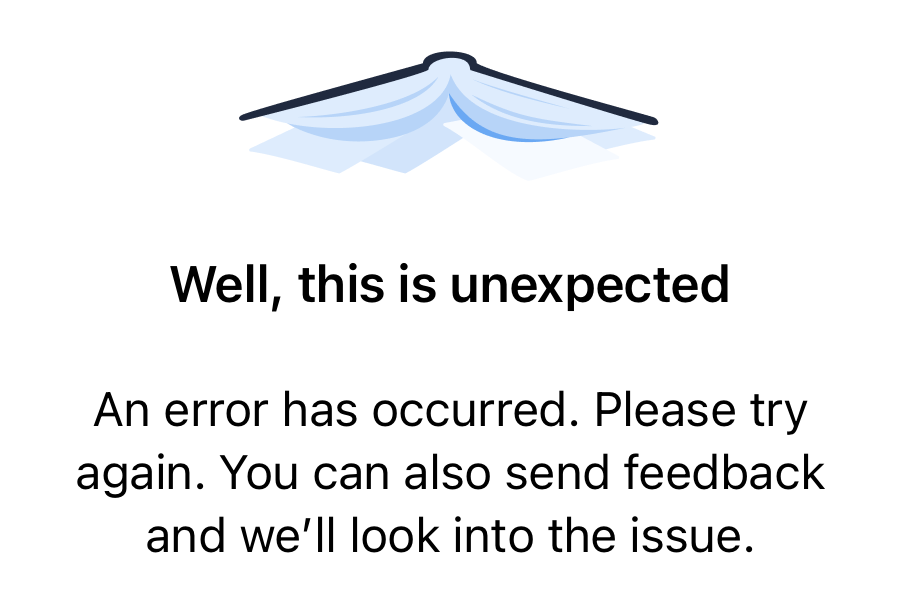 Well, this is unexpected
An error has occurred. Please try
again. You can also send feedback
and we’ll look into the issue.